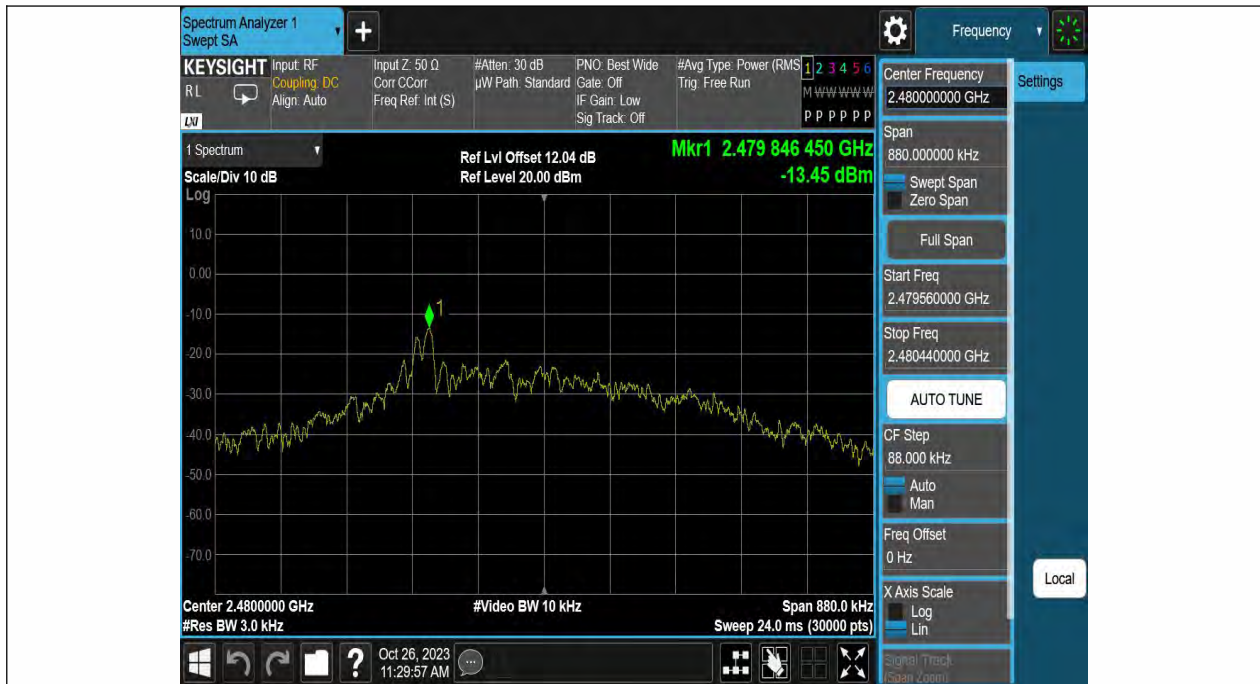 Spectrum Analyzer 1
Swept SA
+
Frequency
KEYSIGHT
RL
LXI
Input: RF
Coupling: DC
Align: Auto
Input Z: 50 Ω
Corr CCorr
Freq Ref: Int (S)
#Atten: 30 dB
µW Path: Standard
PNO: Best Wide
Gate: Off
IF Gain: Low
Sig Track: Off
#Avg Type: Power (RMS
Trig: Free Run
1 2 3 4 5 6
M W W W W W
P P P P P P
1 Spectrum
Scale/Div 10 dB
Ref Lvl Offset 12.04 dB
Ref Level 20.00 dBm
Mkr1 2.479 846 450 GHz
-13.45 dBm
Log
10.0
0.00
-10.0
-20.0
-30.0
-40.0
-50.0
-60.0
-70.0
1
Center 2.4800000 GHz
#Res BW 3.0 kHz
#Video BW 10 kHz
Span 880.0 kHz
Sweep 24.0 ms (30000 pts)
?
Oct 26, 2023
11:29:57 AM
Center Frequency
2.480000000 GHz
Span
880.000000 kHz
Swept Span
Zero Span
Full Span
Start Freq
2.479560000 GHz
Stop Freq
2.480440000 GHz
AUTO TUNE
CF Step
88.000 kHz
Auto
Man
Freq Offset
0 Hz
X Axis Scale
Log
Lin
Signal Track
(Span Zoom)
Settings
Local